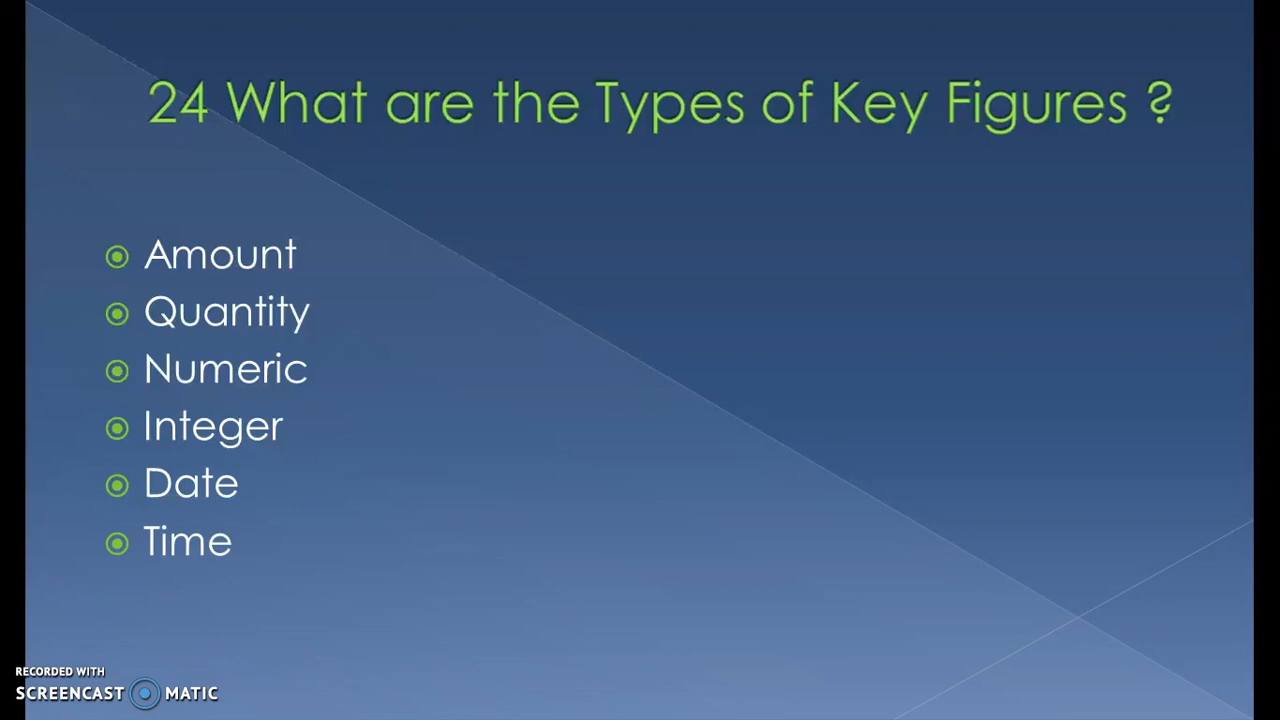 24 What are the Types of Key Figures ?
Amount
Quantity
Numeric
Integer
Date
Time
RECORDED WITH
SCREENCAST MATIC